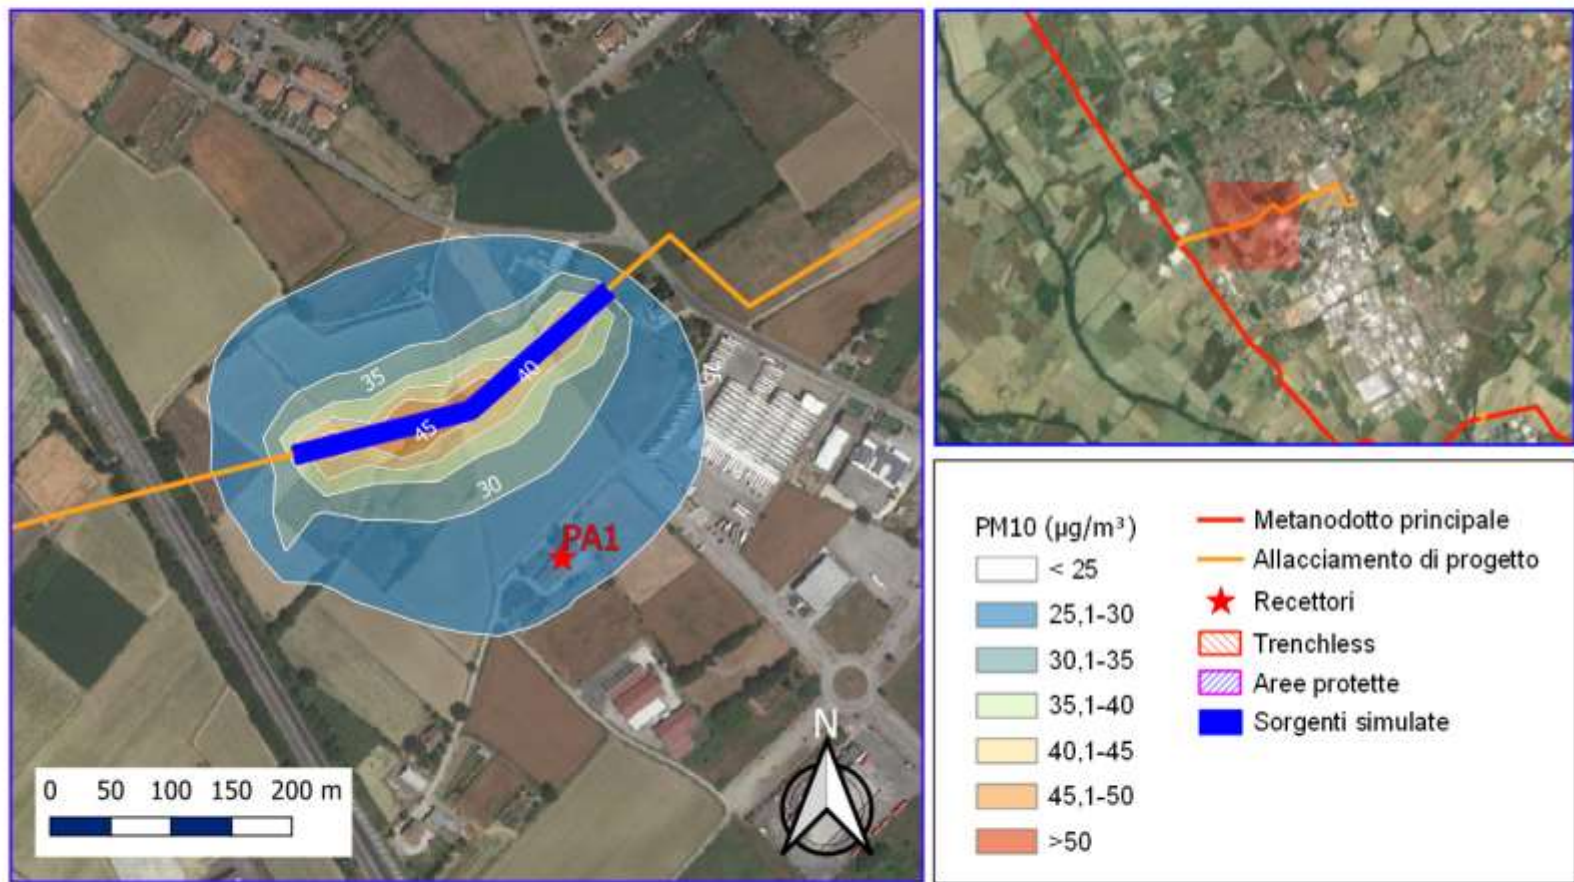 35
40
45
30
PA1
N
0 50 100 150 200 m
PM10 (µg/m³)
< 25
25,1-30
30,1-35
35,1-40
40,1-45
45,1-50
>50
Metanodotto principale
Allacciamento di progetto
Recettori
Trenchless
Aree protette
Sorgenti simulate